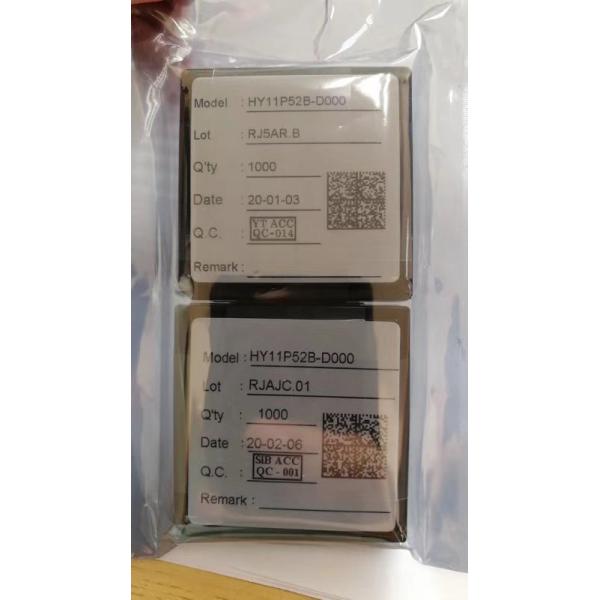 Model : HY11P52B-D000
Lot : RJ5AR.B
Q'ty : 1000
Date : 20-01-03
Q.C. : YT ACC
QC-014
Remark :
Model : HY11P52B-D000
Lot : RJAJC.01
Q'ty : 1000
Date : 20-02-06
Q.C. : SiB ACC
QC - 001
Remark :